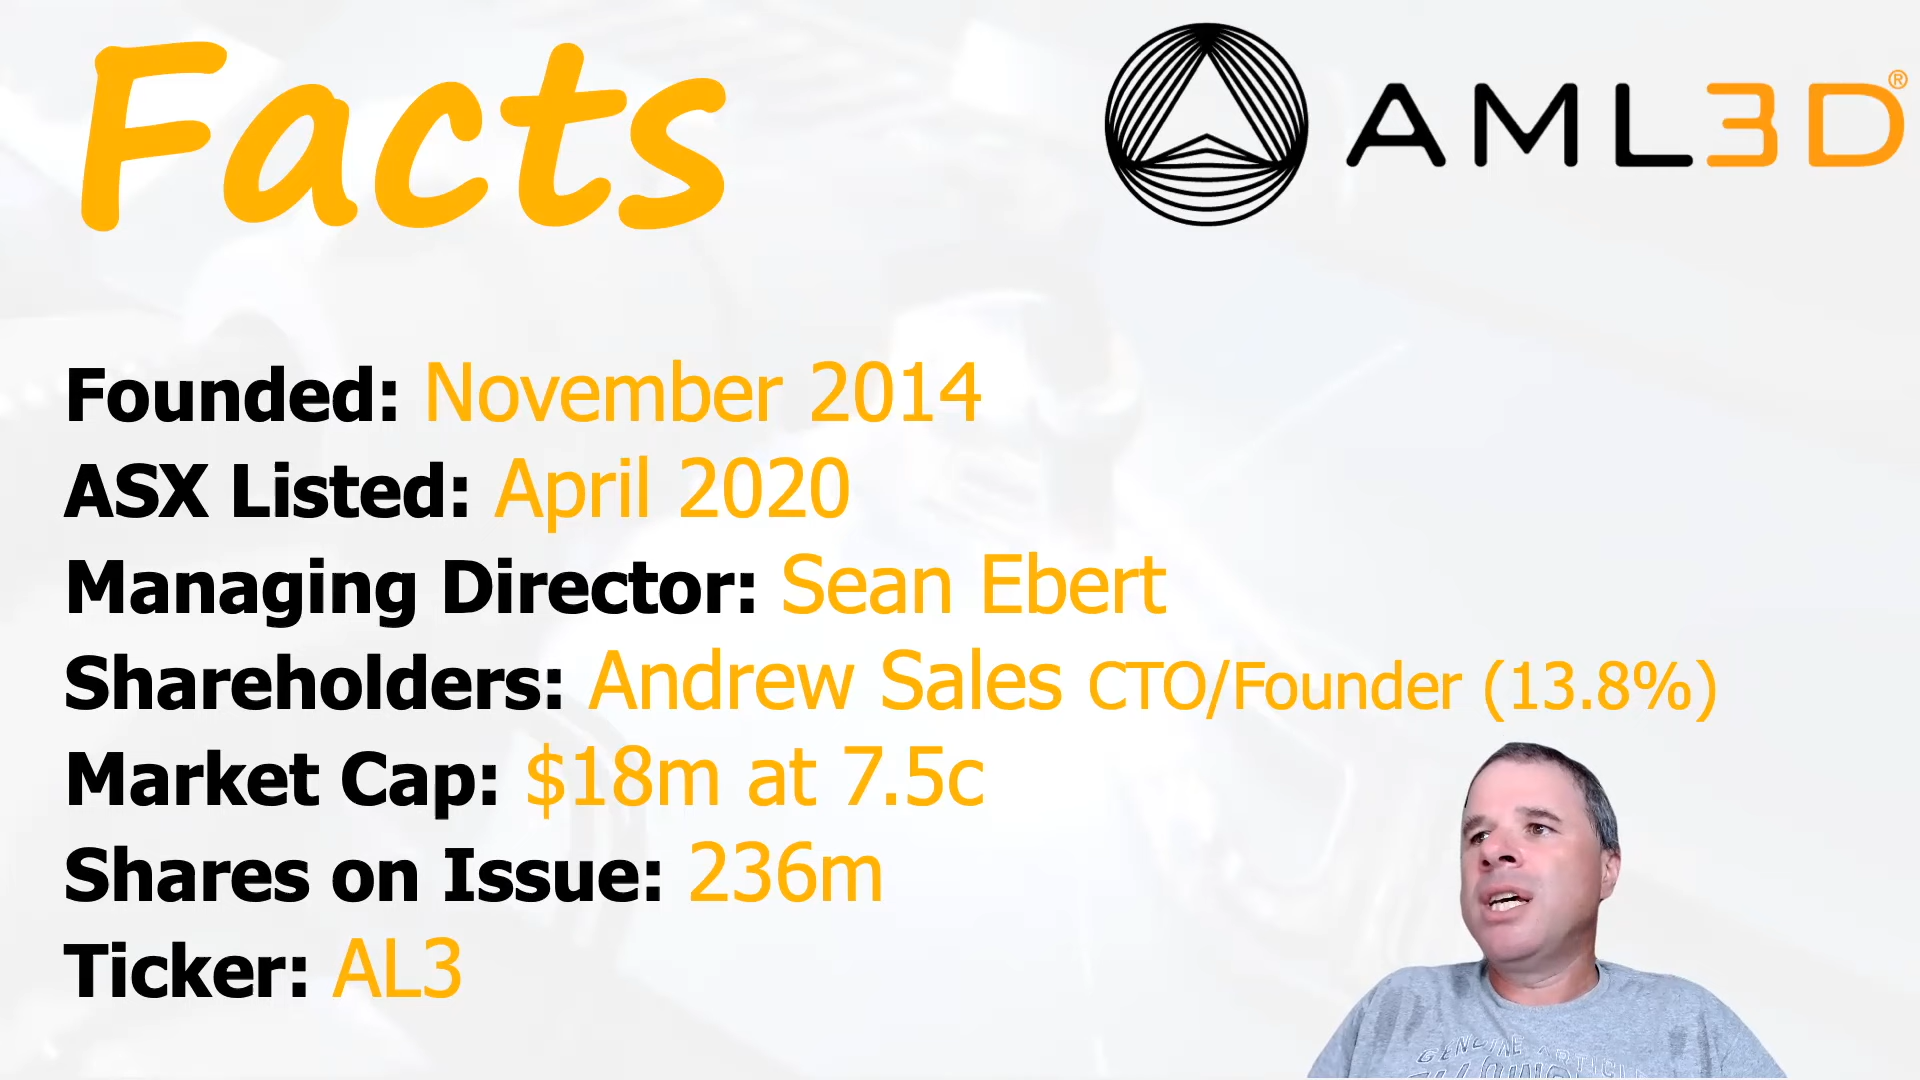 Facts
AML3D®
Founded: November 2014
ASX Listed: April 2020
Managing Director: Sean Ebert
Shareholders: Andrew Sales CTO/Founder (13.8%)
Market Cap: $18m at 7.5c
Shares on Issue: 236m
Ticker: AL3
GENUINE